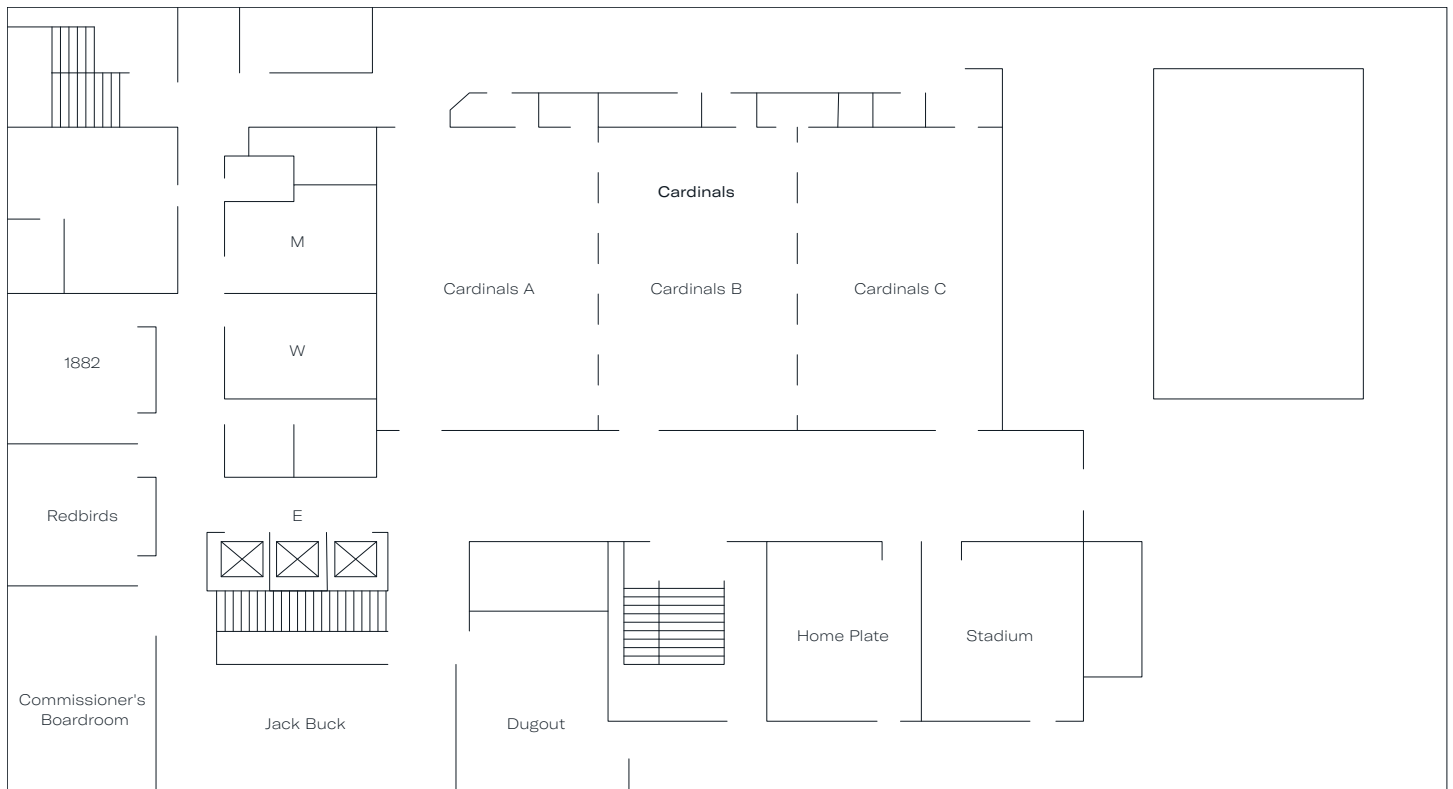 Cardinals
M
Cardinals A
Cardinals B
Cardinals C
W
1882
Redbirds
E
Home Plate
Stadium
Commissioner's
Boardroom
Jack Buck
Dugout